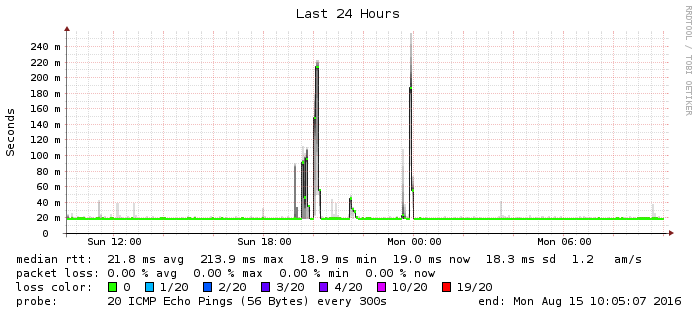 Last 24 Hours
RRDTOOL / TOBI OETIKER
Seconds
240 m
220 m
200 m
180 m
160 m
140 m
120 m
100 m
80 m
60 m
40 m
20 m
0
Sun 12:00 Sun 18:00 Mon 00:00 Mon 06:00
median rtt: 21.8 ms avg 213.9 ms max 18.9 ms min 19.0 ms now 18.3 ms sd 1.2 am/s
packet loss: 0.00 % avg 0.00 % max 0.00 % min 0.00 % now
loss color: 0 1/20 2/20 3/20 4/20 10/20 19/20
probe: 20 ICMP Echo Pings (56 Bytes) every 300s end: Mon Aug 15 10:05:07 2016